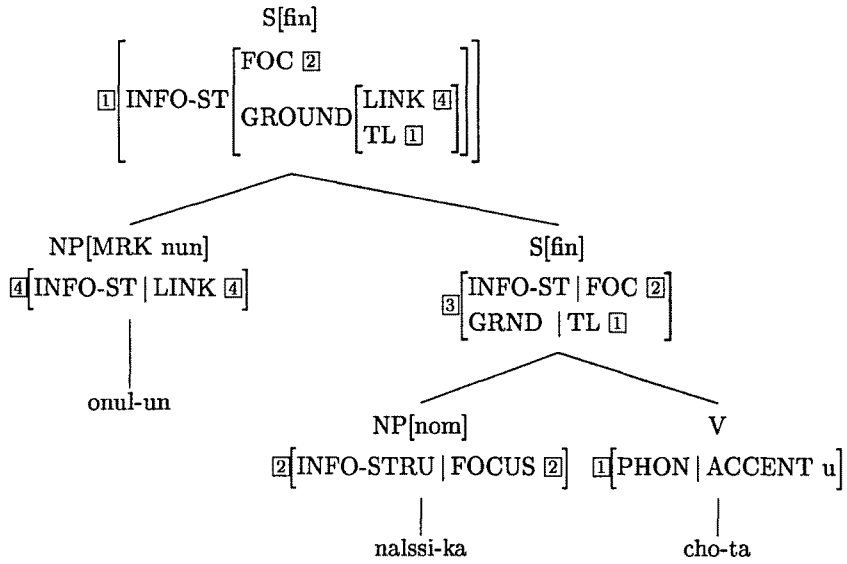 S[fin]
1 INFO-ST FOC 2
GROUND LINK 4
TL 1
NP[MRK nun]
4[INFO-ST | LINK 4]
S[fin]
3 INFO-ST | FOC 2
GRND | TL 1
onul-un
NP[nom]
2[INFO-STRU | FOCUS 2]
V
1[PHON | ACCENT u]
nalssi-ka
cho-ta